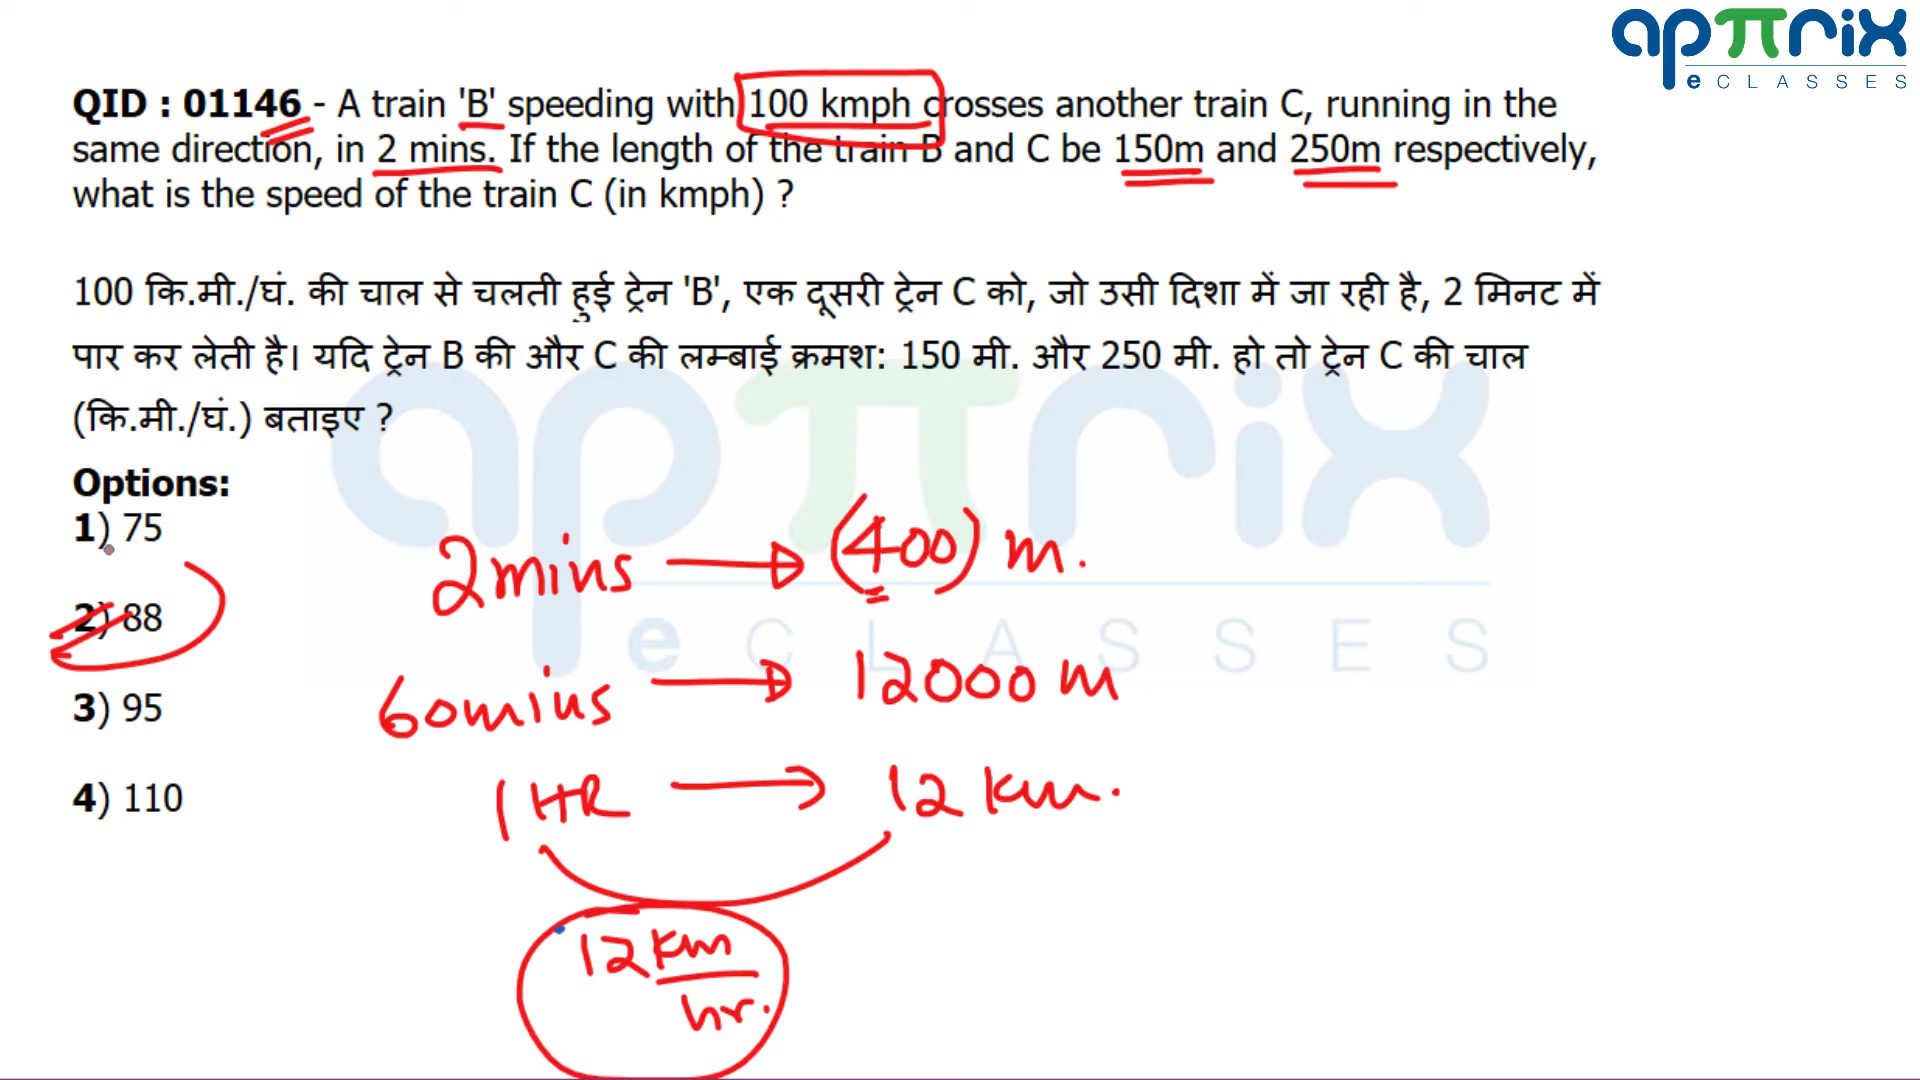 apπrix
e CLASSES
QID : 01146 - A train 'B' speeding with 100 kmph crosses another train C, running in the
same direction, in 2 mins. If the length of the train B and C be 150m and 250m respectively,
what is the speed of the train C (in kmph) ?
100 कि.मी./घं. की चाल से चलती हुई ट्रेन 'B', एक दूसरी ट्रेन C को, जो उसी दिशा में जा रही है, 2 मिनट में
पार कर लेती है। यदि ट्रेन B की और C की लम्बाई क्रमश: 150 मी. और 250 मी. हो तो ट्रेन C की चाल
(कि.मी./घं.) बताइए ?
apπrix
e CLASSES
Options:
1) 75
2) 88
3) 95
4) 110
2mins → (400) m.
60mins → 12000 m
1 HR → 12 km.
12 km
hr.